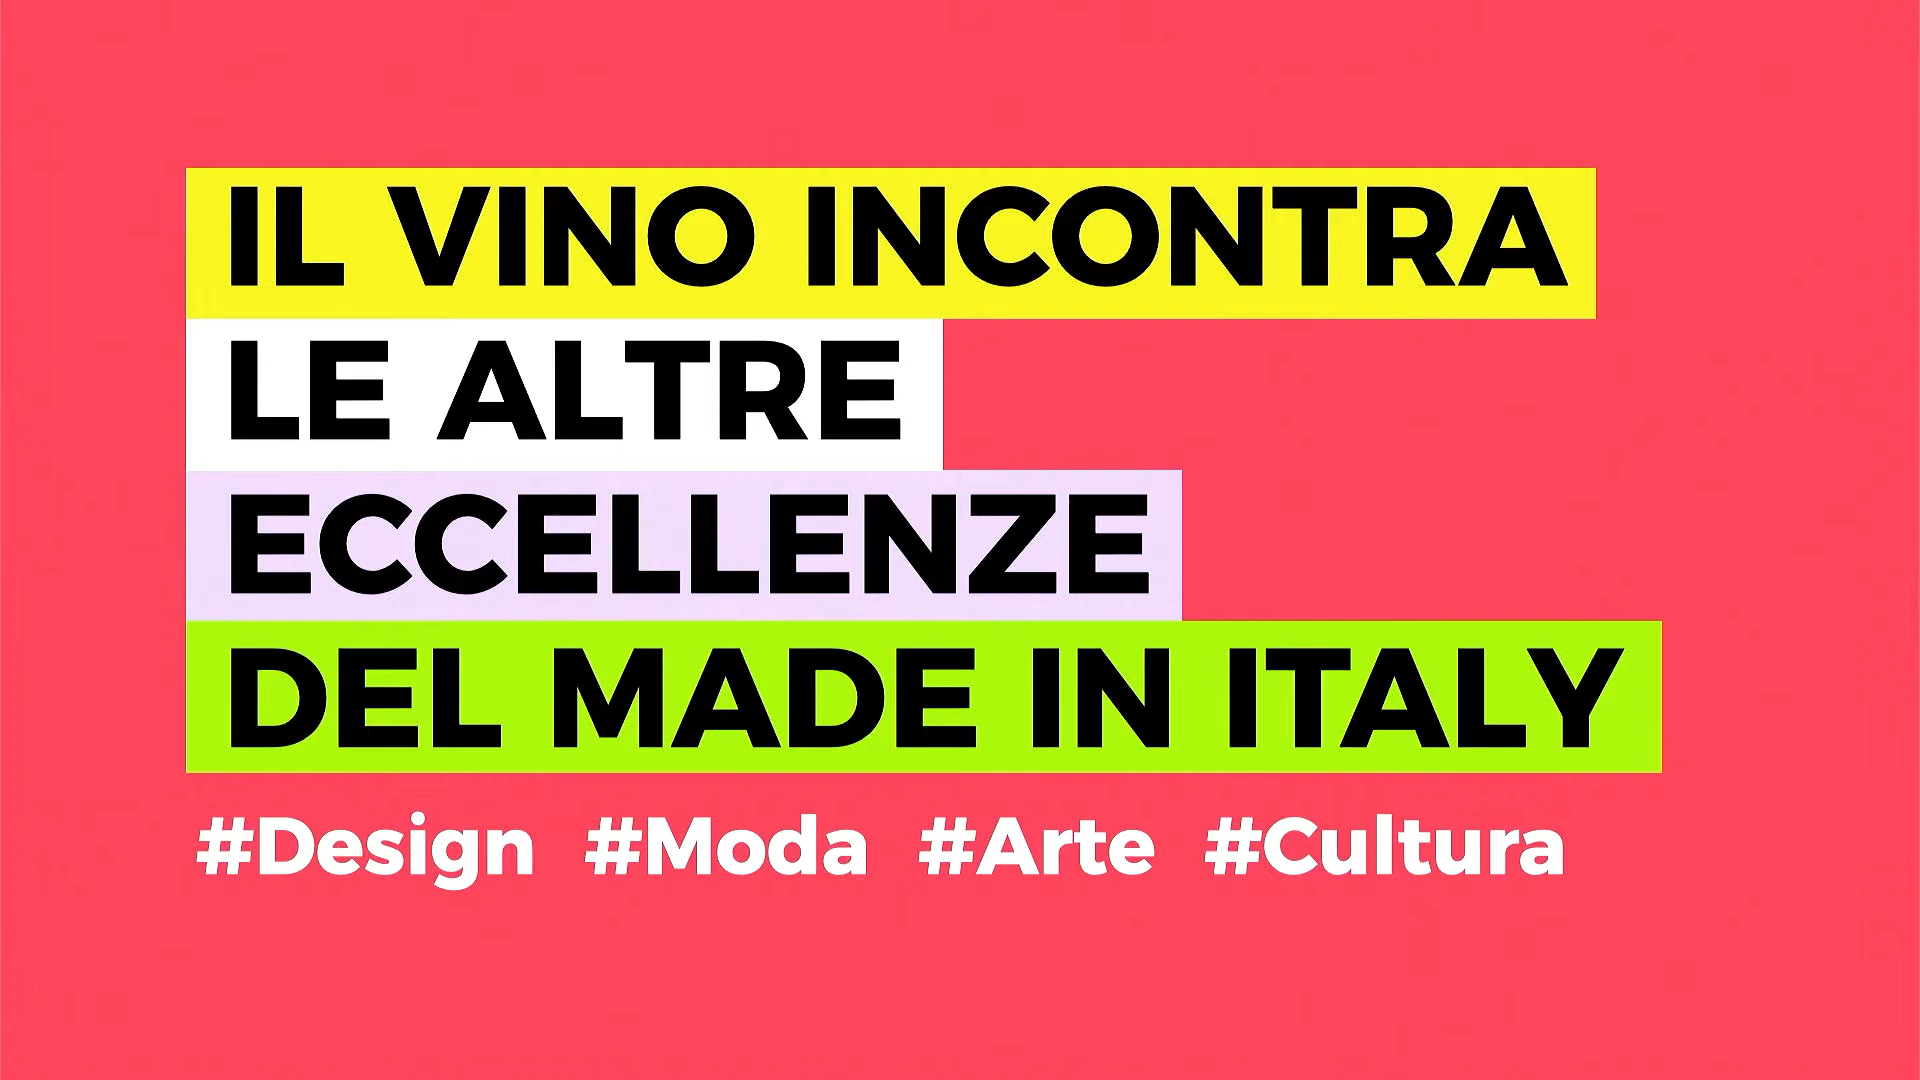 IL VINO INCONTRA
LE ALTRE
ECCELLENZE
DEL MADE IN ITALY
#Design #Moda #Arte #Cultura